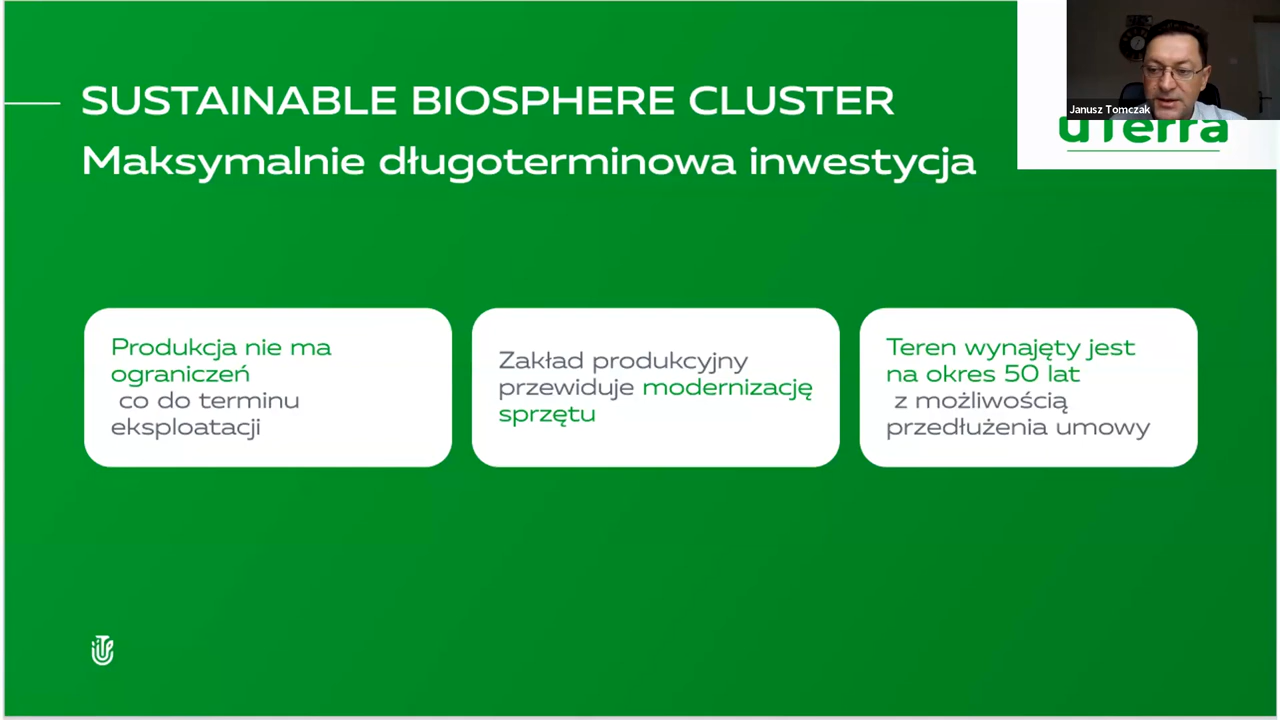 SUSTAINABLE BIOSPHERE CLUSTER
Maksymalnie długoterminowa inwestycja
Janusz Tomczak
uTerra
Produkcja nie ma
ograniczeń
co do terminu
eksploatacji
Zakład produkcyjny
przewiduje modernizację
sprzętu
Teren wynajęty jest
na okres 50 lat
z możliwością
przedłużenia umowy